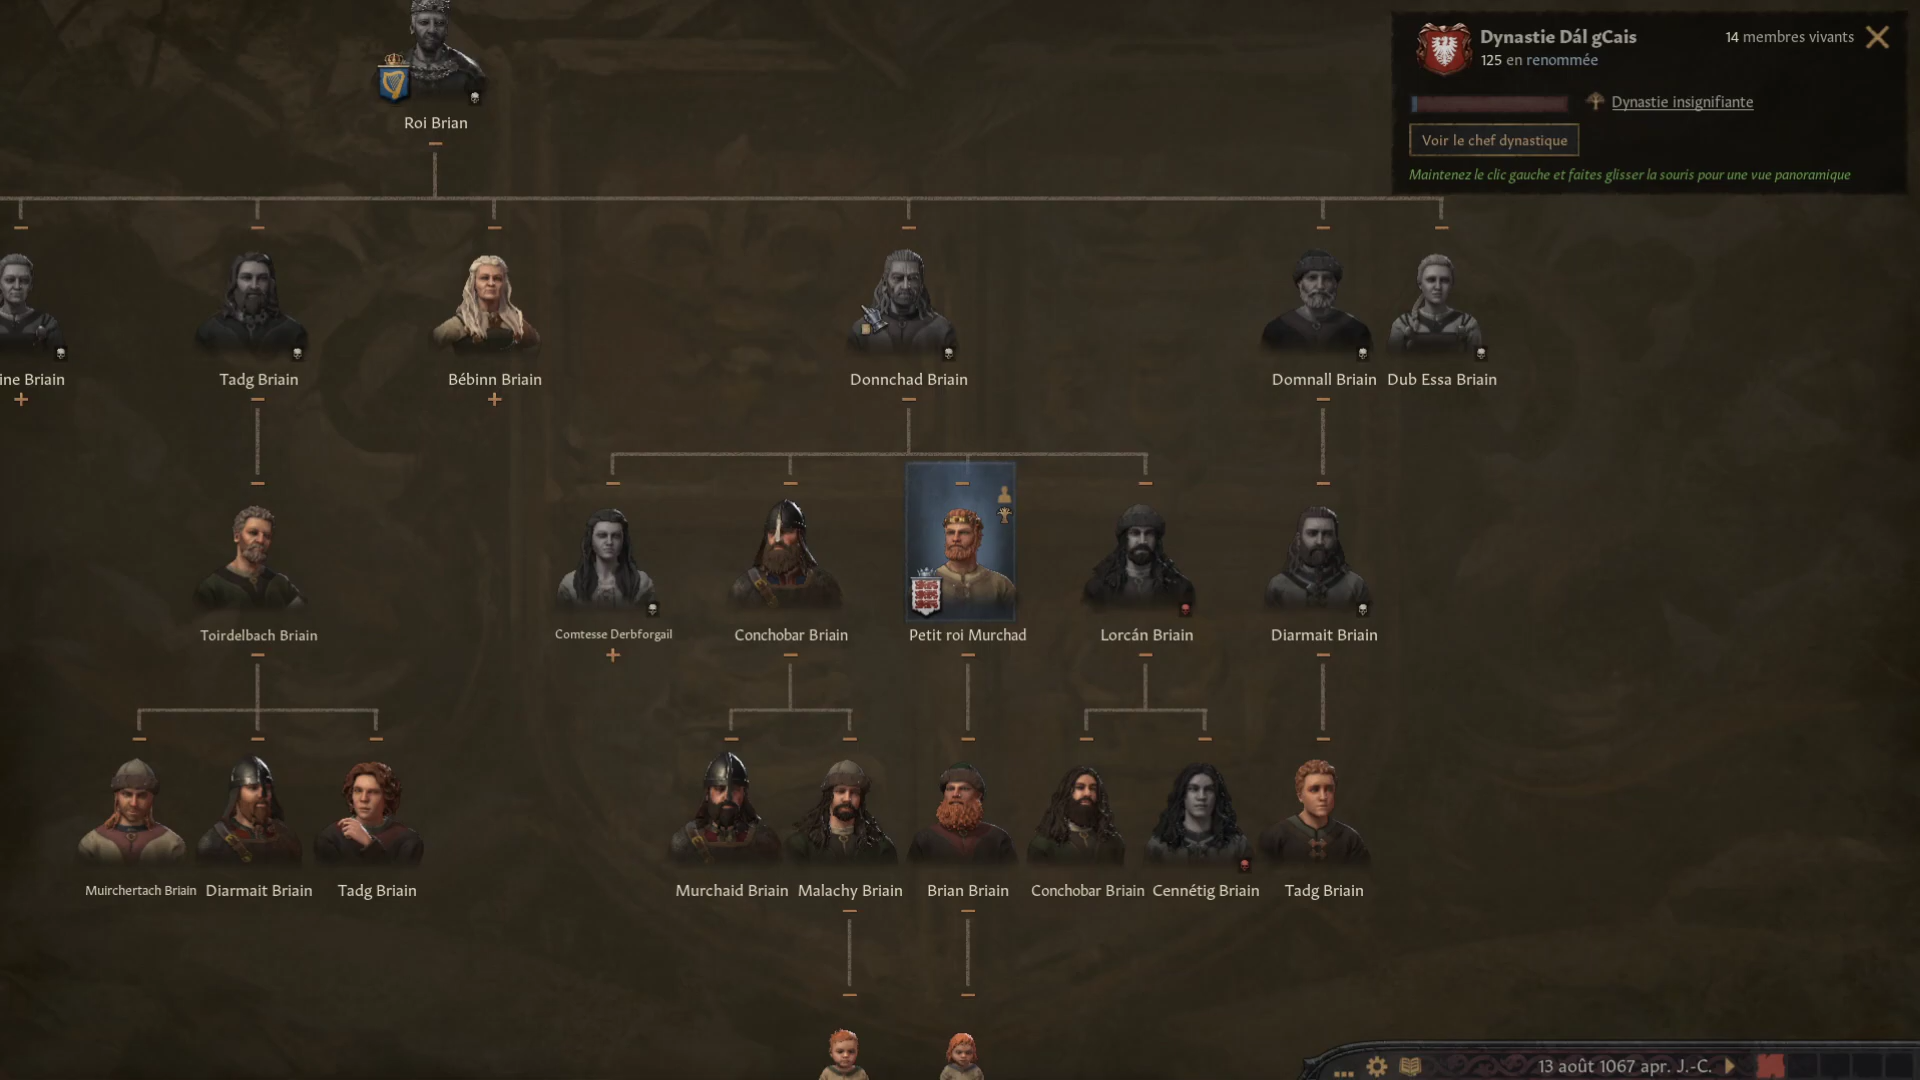 Dynastie Dál gCais
14 membres vivants
125 en renommée
Dynastie insignifiante
Voir le chef dynastique
Maintenez le clic gauche et faites glisser la souris pour une vue panoramique
Roi Brian
ine Briain
Tadg Briain
Bébinn Briain
Donnchad Briain
Domnall Briain
Dub Essa Briain
Toirdelbach Briain
Comtesse Derbforgail
Conchobar Briain
Petit roi Murchad
Lorcán Briain
Diarmait Briain
Muirchertach Briain
Diarmait Briain
Tadg Briain
Murchaid Briain
Malachy Briain
Brian Briain
Conchobar Briain
Cennétig Briain
Tadg Briain
13 août 1067 apr. J.-C.